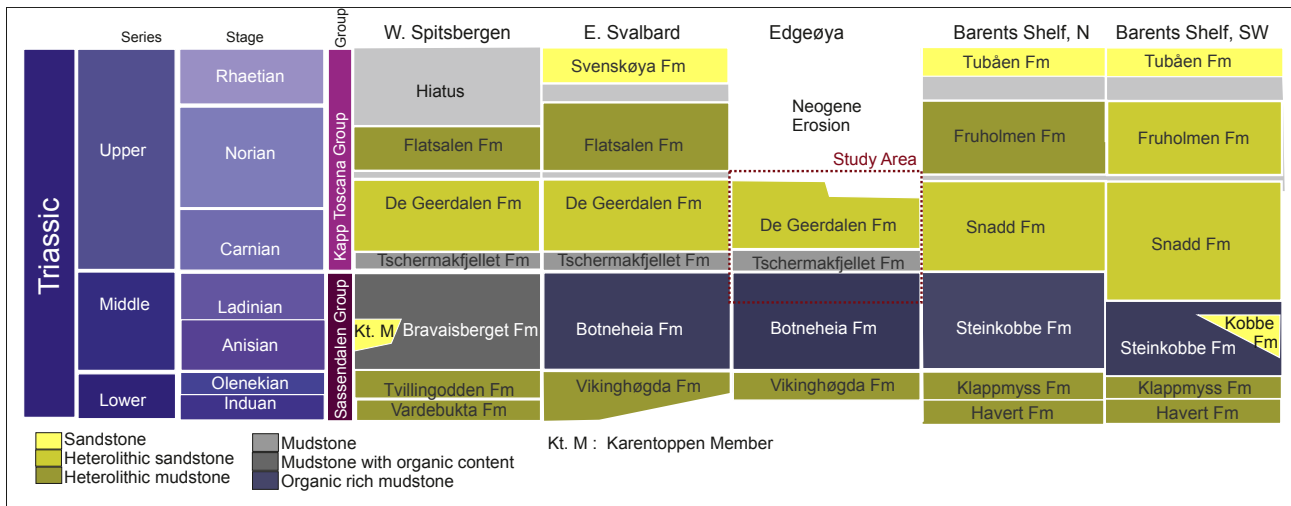 Series
Stage
Group
W. Spitsbergen
E. Svalbard
Edgeøya
Barents Shelf, N
Barents Shelf, SW
Triassic
Upper
Middle
Lower
Rhaetian
Norian
Carnian
Ladinian
Anisian
Olenekian
Induan
Kapp Toscana Group
Sassendalen Group
Hiatus
Flatsalen Fm
De Geerdalen Fm
Tschermakfjellet Fm
Kt. M
Bravaisberget Fm
Tvillingodden Fm
Vardebukta Fm
Svenskøya Fm
Flatsalen Fm
De Geerdalen Fm
Tschermakfjellet Fm
Botneheia Fm
Vikinghøgda Fm
Neogene
Erosion
Study Area
De Geerdalen Fm
Tschermakfjellet Fm
Botneheia Fm
Vikinghøgda Fm
Tubåen Fm
Fruholmen Fm
Snadd Fm
Steinkobbe Fm
Klappmyss Fm
Havert Fm
Tubåen Fm
Fruholmen Fm
Snadd Fm
Kobbe
Fm
Steinkobbe Fm
Klappmyss Fm
Havert Fm
Sandstone
Heterolithic sandstone
Heterolithic mudstone
Mudstone
Mudstone with organic content
Organic rich mudstone
Kt. M : Karentoppen Member